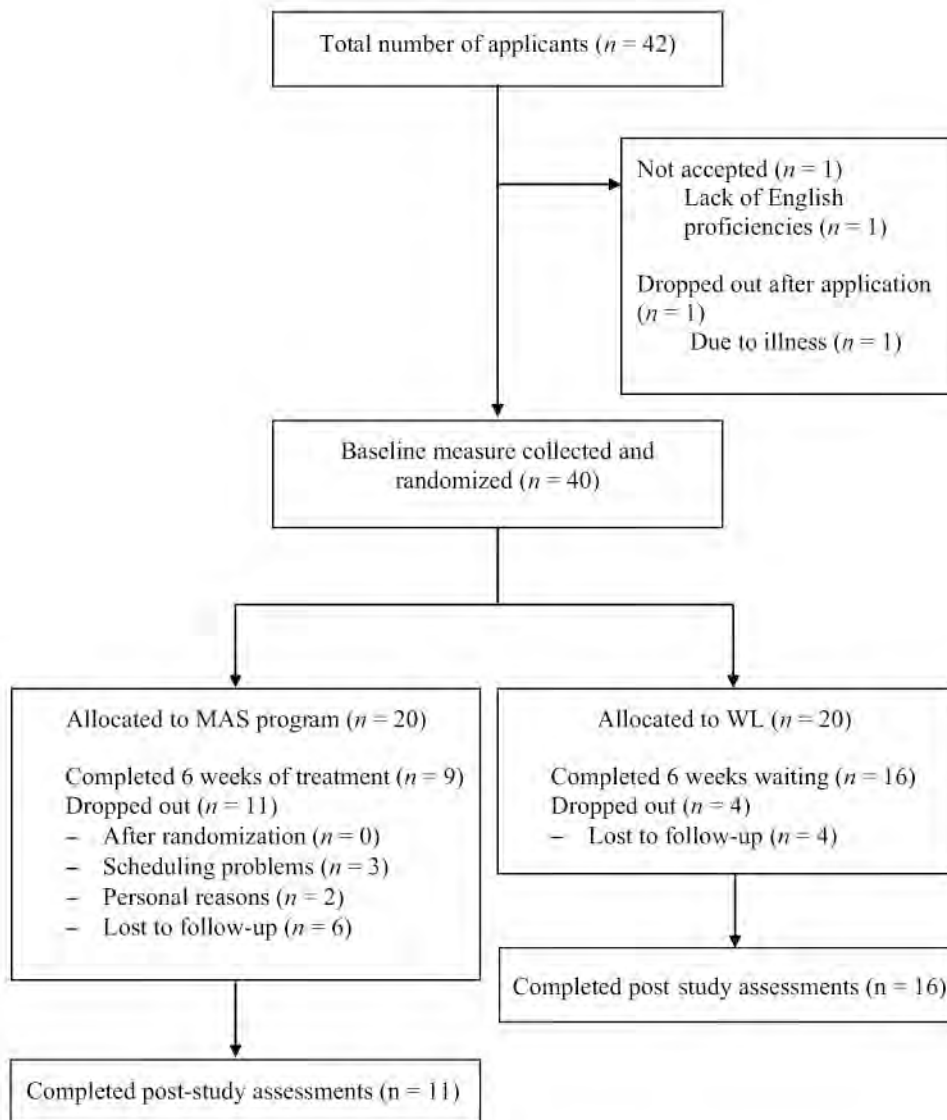 Total number of applicants (n = 42)
Not accepted (n = 1)
Lack of English
proficiencies (n = 1)
Dropped out after application
(n = 1)
Due to illness (n = 1)
Baseline measure collected and
randomized (n = 40)
Allocated to MAS program (n = 20)
Completed 6 weeks of treatment (n = 9)
Dropped out (n = 11)
– After randomization (n = 0)
– Scheduling problems (n = 3)
– Personal reasons (n = 2)
– Lost to follow-up (n = 6)
Allocated to WL (n = 20)
Completed 6 weeks waiting (n = 16)
Dropped out (n = 4)
– Lost to follow-up (n = 4)
Completed post study assessments (n = 16)
Completed post-study assessments (n = 11)